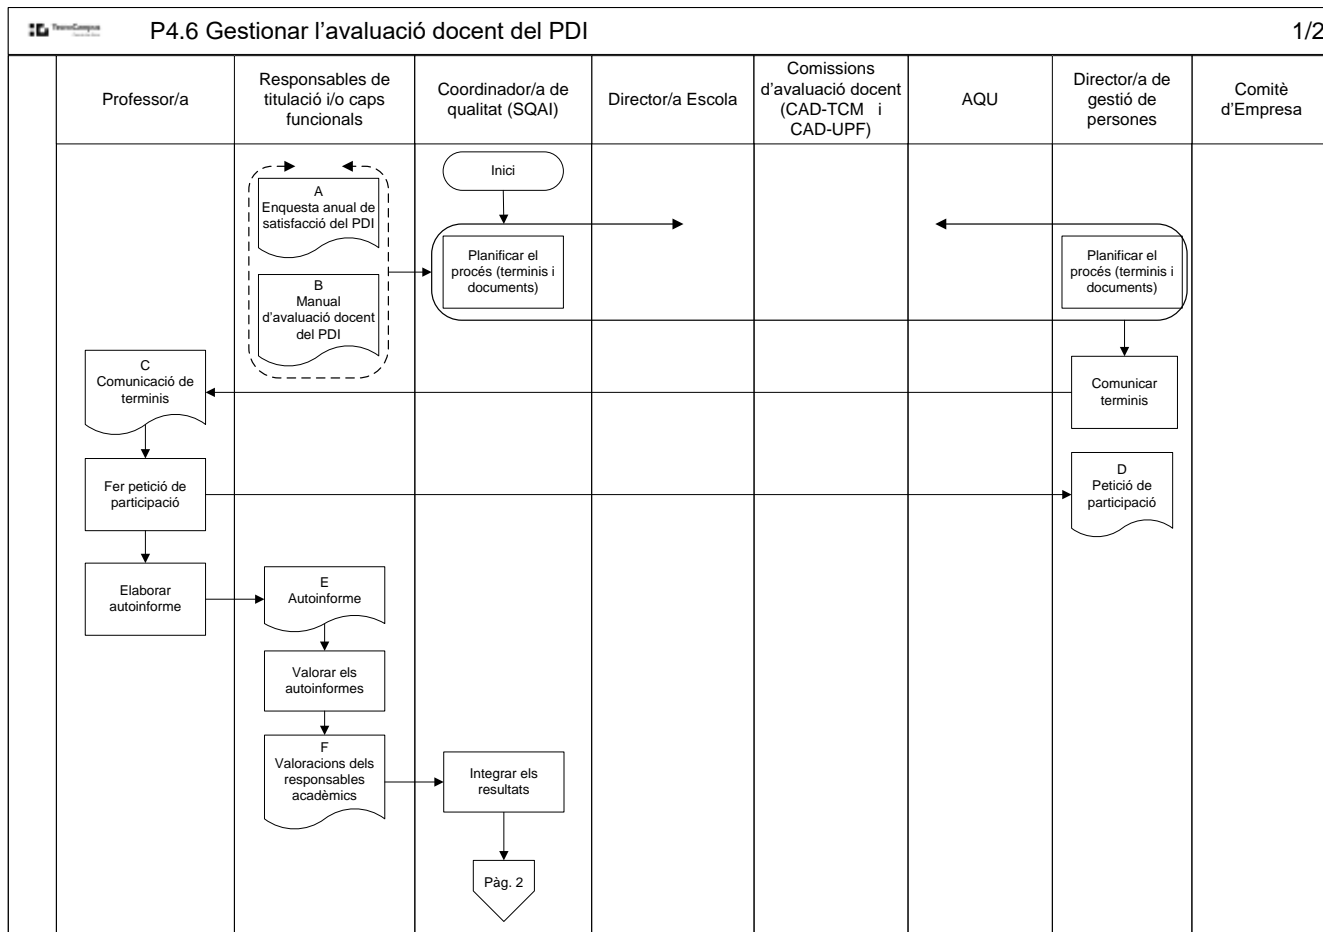 TecnoCampus
P4.6 Gestionar l’avaluació docent del PDI
1/2
Professor/a
Responsables de
titulació i/o caps
funcionals
Coordinador/a de
qualitat (SQAI)
Director/a Escola
Comissions
d’avaluació docent
(CAD-TCM i
CAD-UPF)
AQU
Director/a de
gestió de
persones
Comitè
d’Empresa
Inici
A
Enquesta anual de
satisfacció del PDI
B
Manual
d’avaluació docent
del PDI
Planificar el
procés (terminis i
documents)
Planificar el
procés (terminis i
documents)
C
Comunicació de
terminis
Comunicar
terminis
Fer petició de
participació
D
Petició de
participació
Elaborar
autoinforme
E
Autoinforme
Valorar els
autoinformes
F
Valoracions dels
responsables
acadèmics
Integrar els
resultats
Pàg. 2